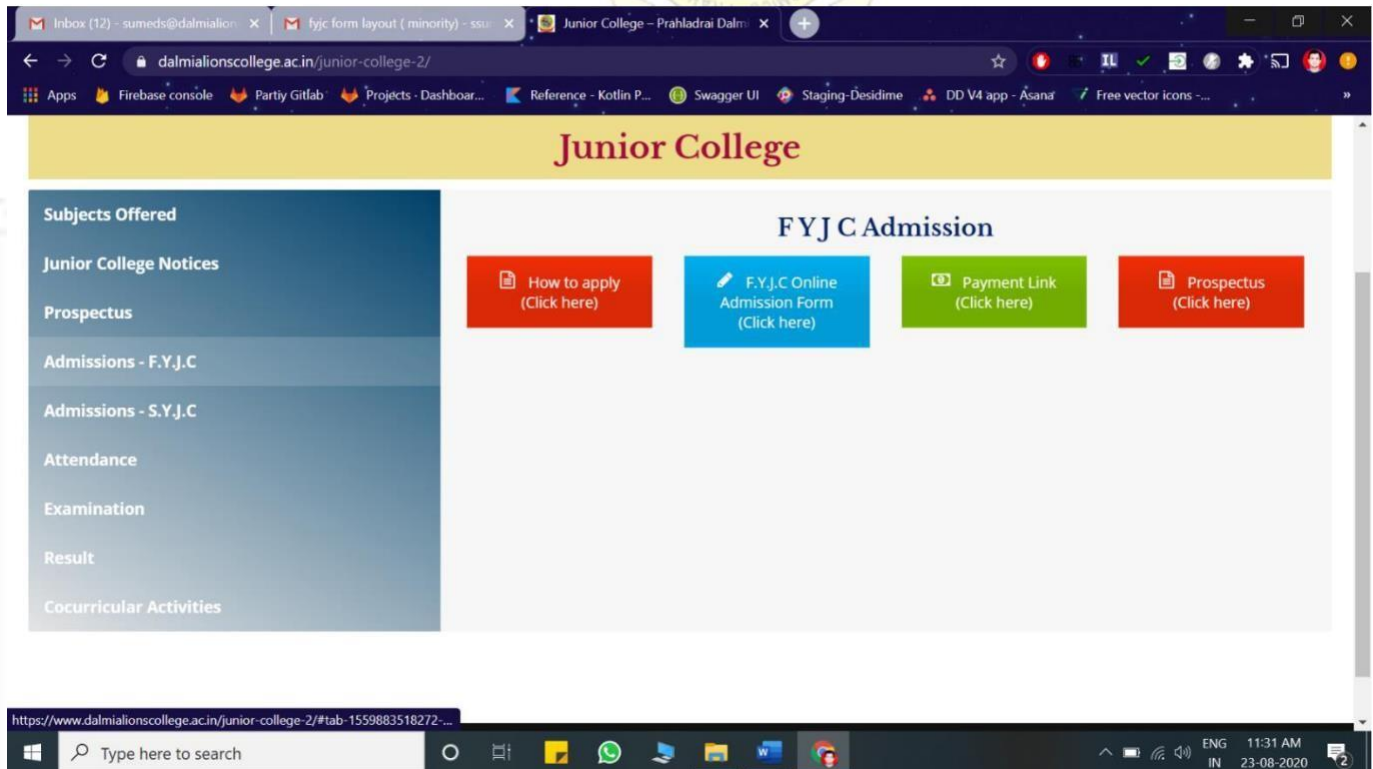 Inbox (12) - sumeds@dalmialion
fyjc form layout ( minority) - ssu
Junior College – Prahladrai Dalm
dalmialionscollege.ac.in/junior-college-2/
Apps
Firebase console
Partiy Gitlab
Projects · Dashboar...
Reference - Kotlin P...
Swagger UI
Staging-Desidime
DD V4 app - Asana
Free vector icons -...
»
Junior College
Subjects Offered
Junior College Notices
Prospectus
Admissions - F.Y.J.C
Admissions - S.Y.J.C
Attendance
Examination
Result
Cocurricular Activities
F Y J C Admission
How to apply
(Click here)
F.Y.J.C Online
Admission Form
(Click here)
Payment Link
(Click here)
Prospectus
(Click here)
https://www.dalmialionscollege.ac.in/junior-college-2/#tab-1559883518272-...
Type here to search
ENG
IN
11:31 AM
23-08-2020
2